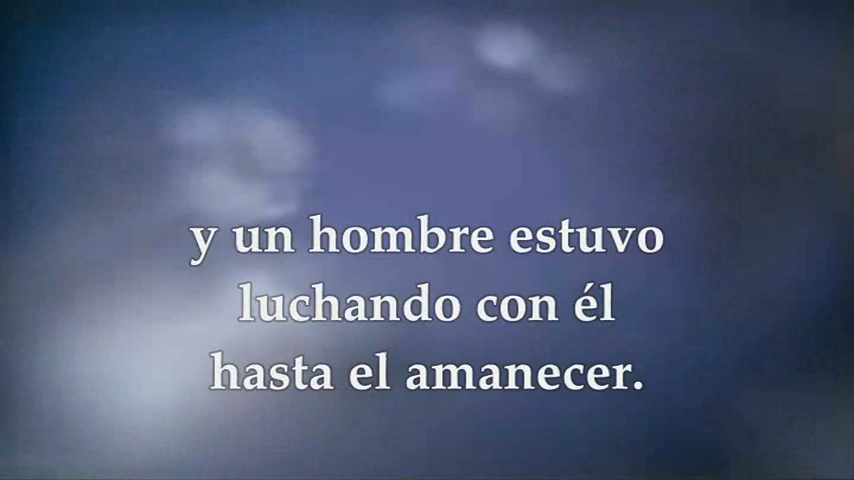 y un hombre estuvo
luchando con él
hasta el amanecer.